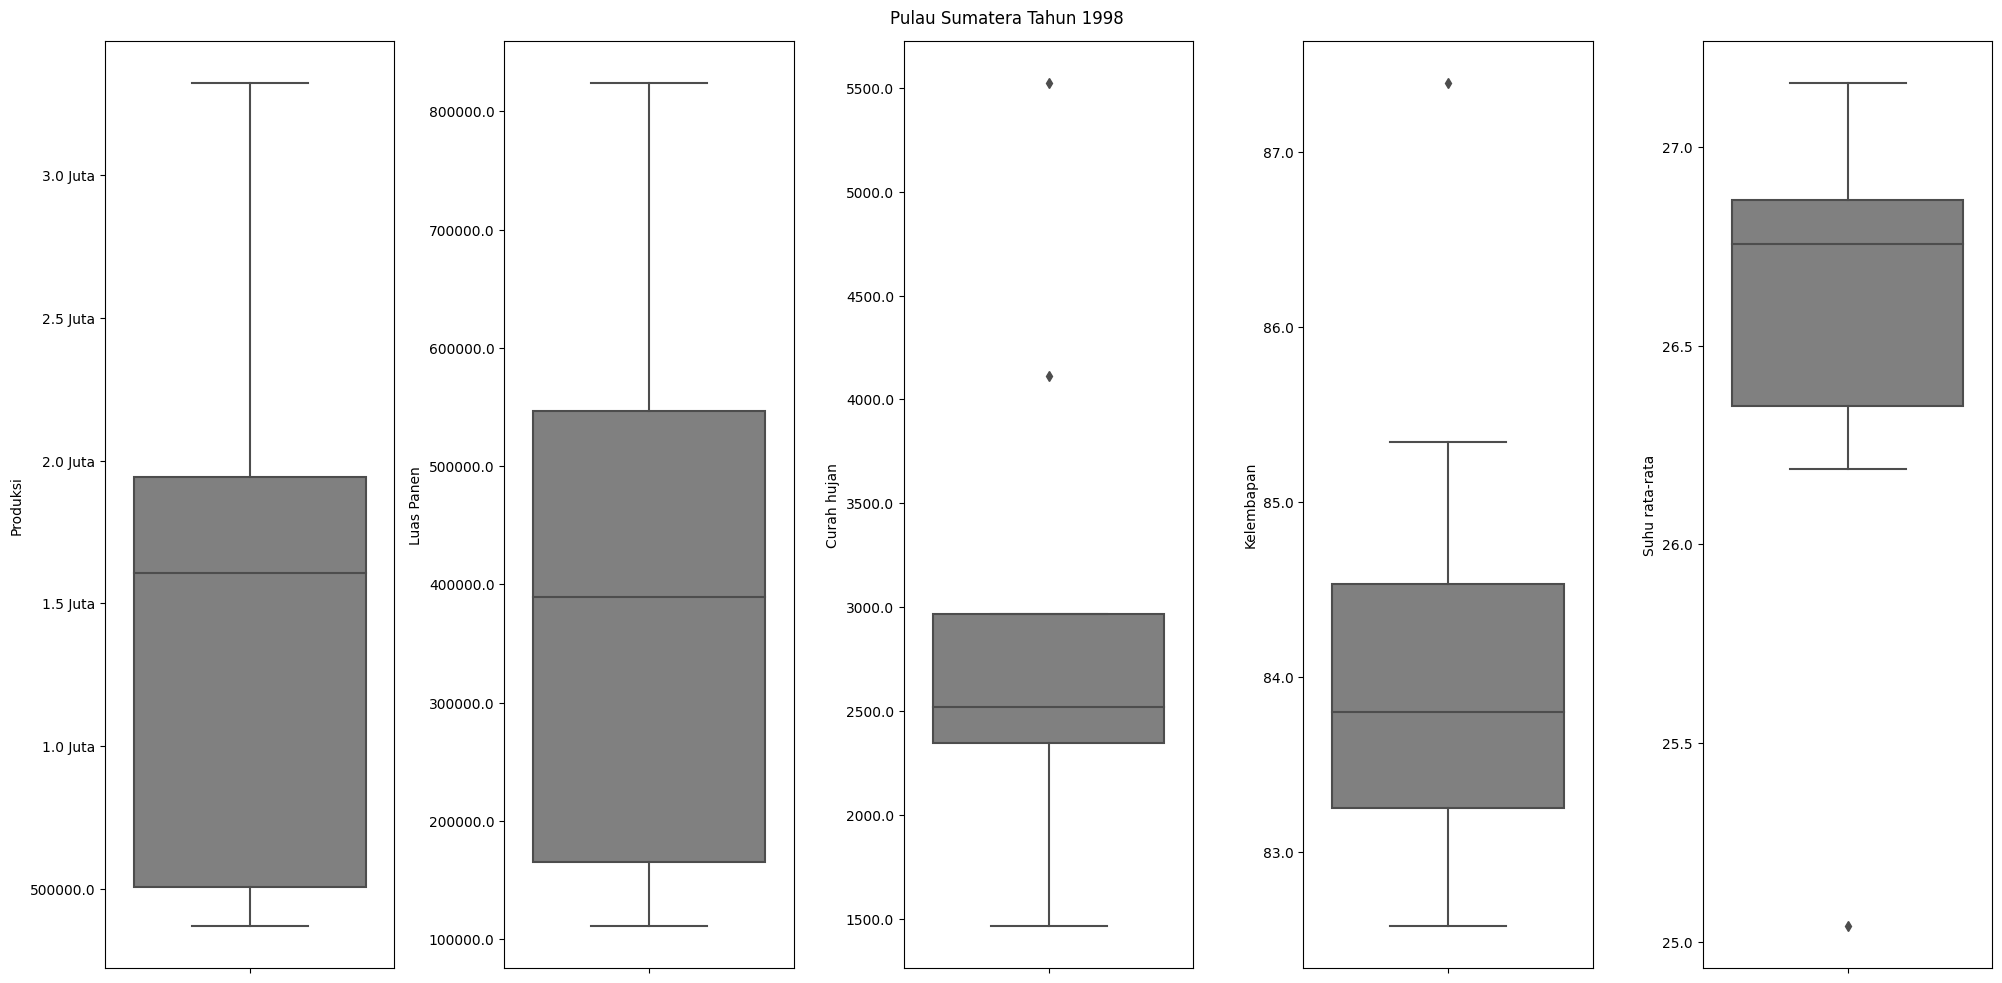 Pulau Sumatera Tahun 1998
Produksi
3.0 Juta
2.5 Juta
2.0 Juta
1.5 Juta
1.0 Juta
500000.0
Luas Panen
800000.0
700000.0
600000.0
500000.0
400000.0
300000.0
200000.0
100000.0
Curah hujan
5500.0
5000.0
4500.0
4000.0
3500.0
3000.0
2500.0
2000.0
1500.0
Kelembapan
87.0
86.0
85.0
84.0
83.0
Suhu rata-rata
27.0
26.5
26.0
25.5
25.0